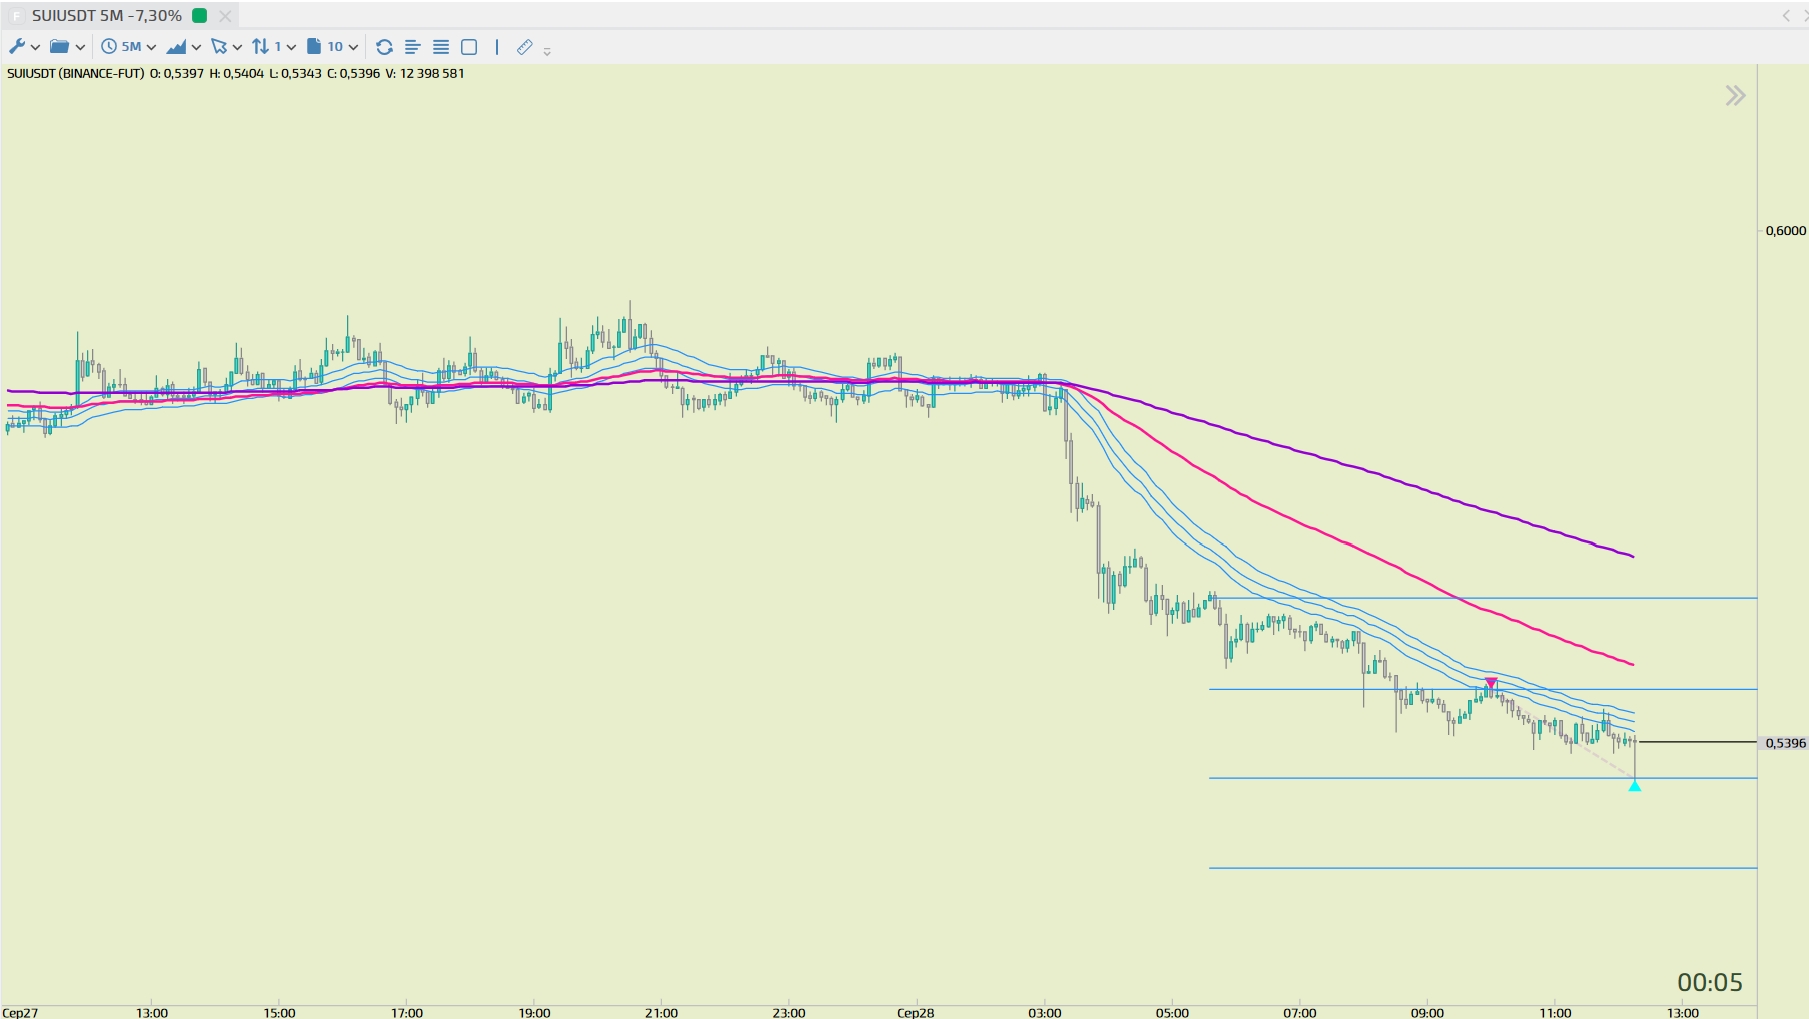 F SUIUSDT 5M -7,30%
5M 1 10
SUIUSDT (BINANCE-FUT) O: 0,5397 H: 0,5404 L: 0,5343 C: 0,5396 V: 12 398 581
0,6000
0,5396
00:05
Сер27 13:00 15:00 17:00 19:00 21:00 23:00 Сер28 03:00 05:00 07:00 09:00 11:00 13:00